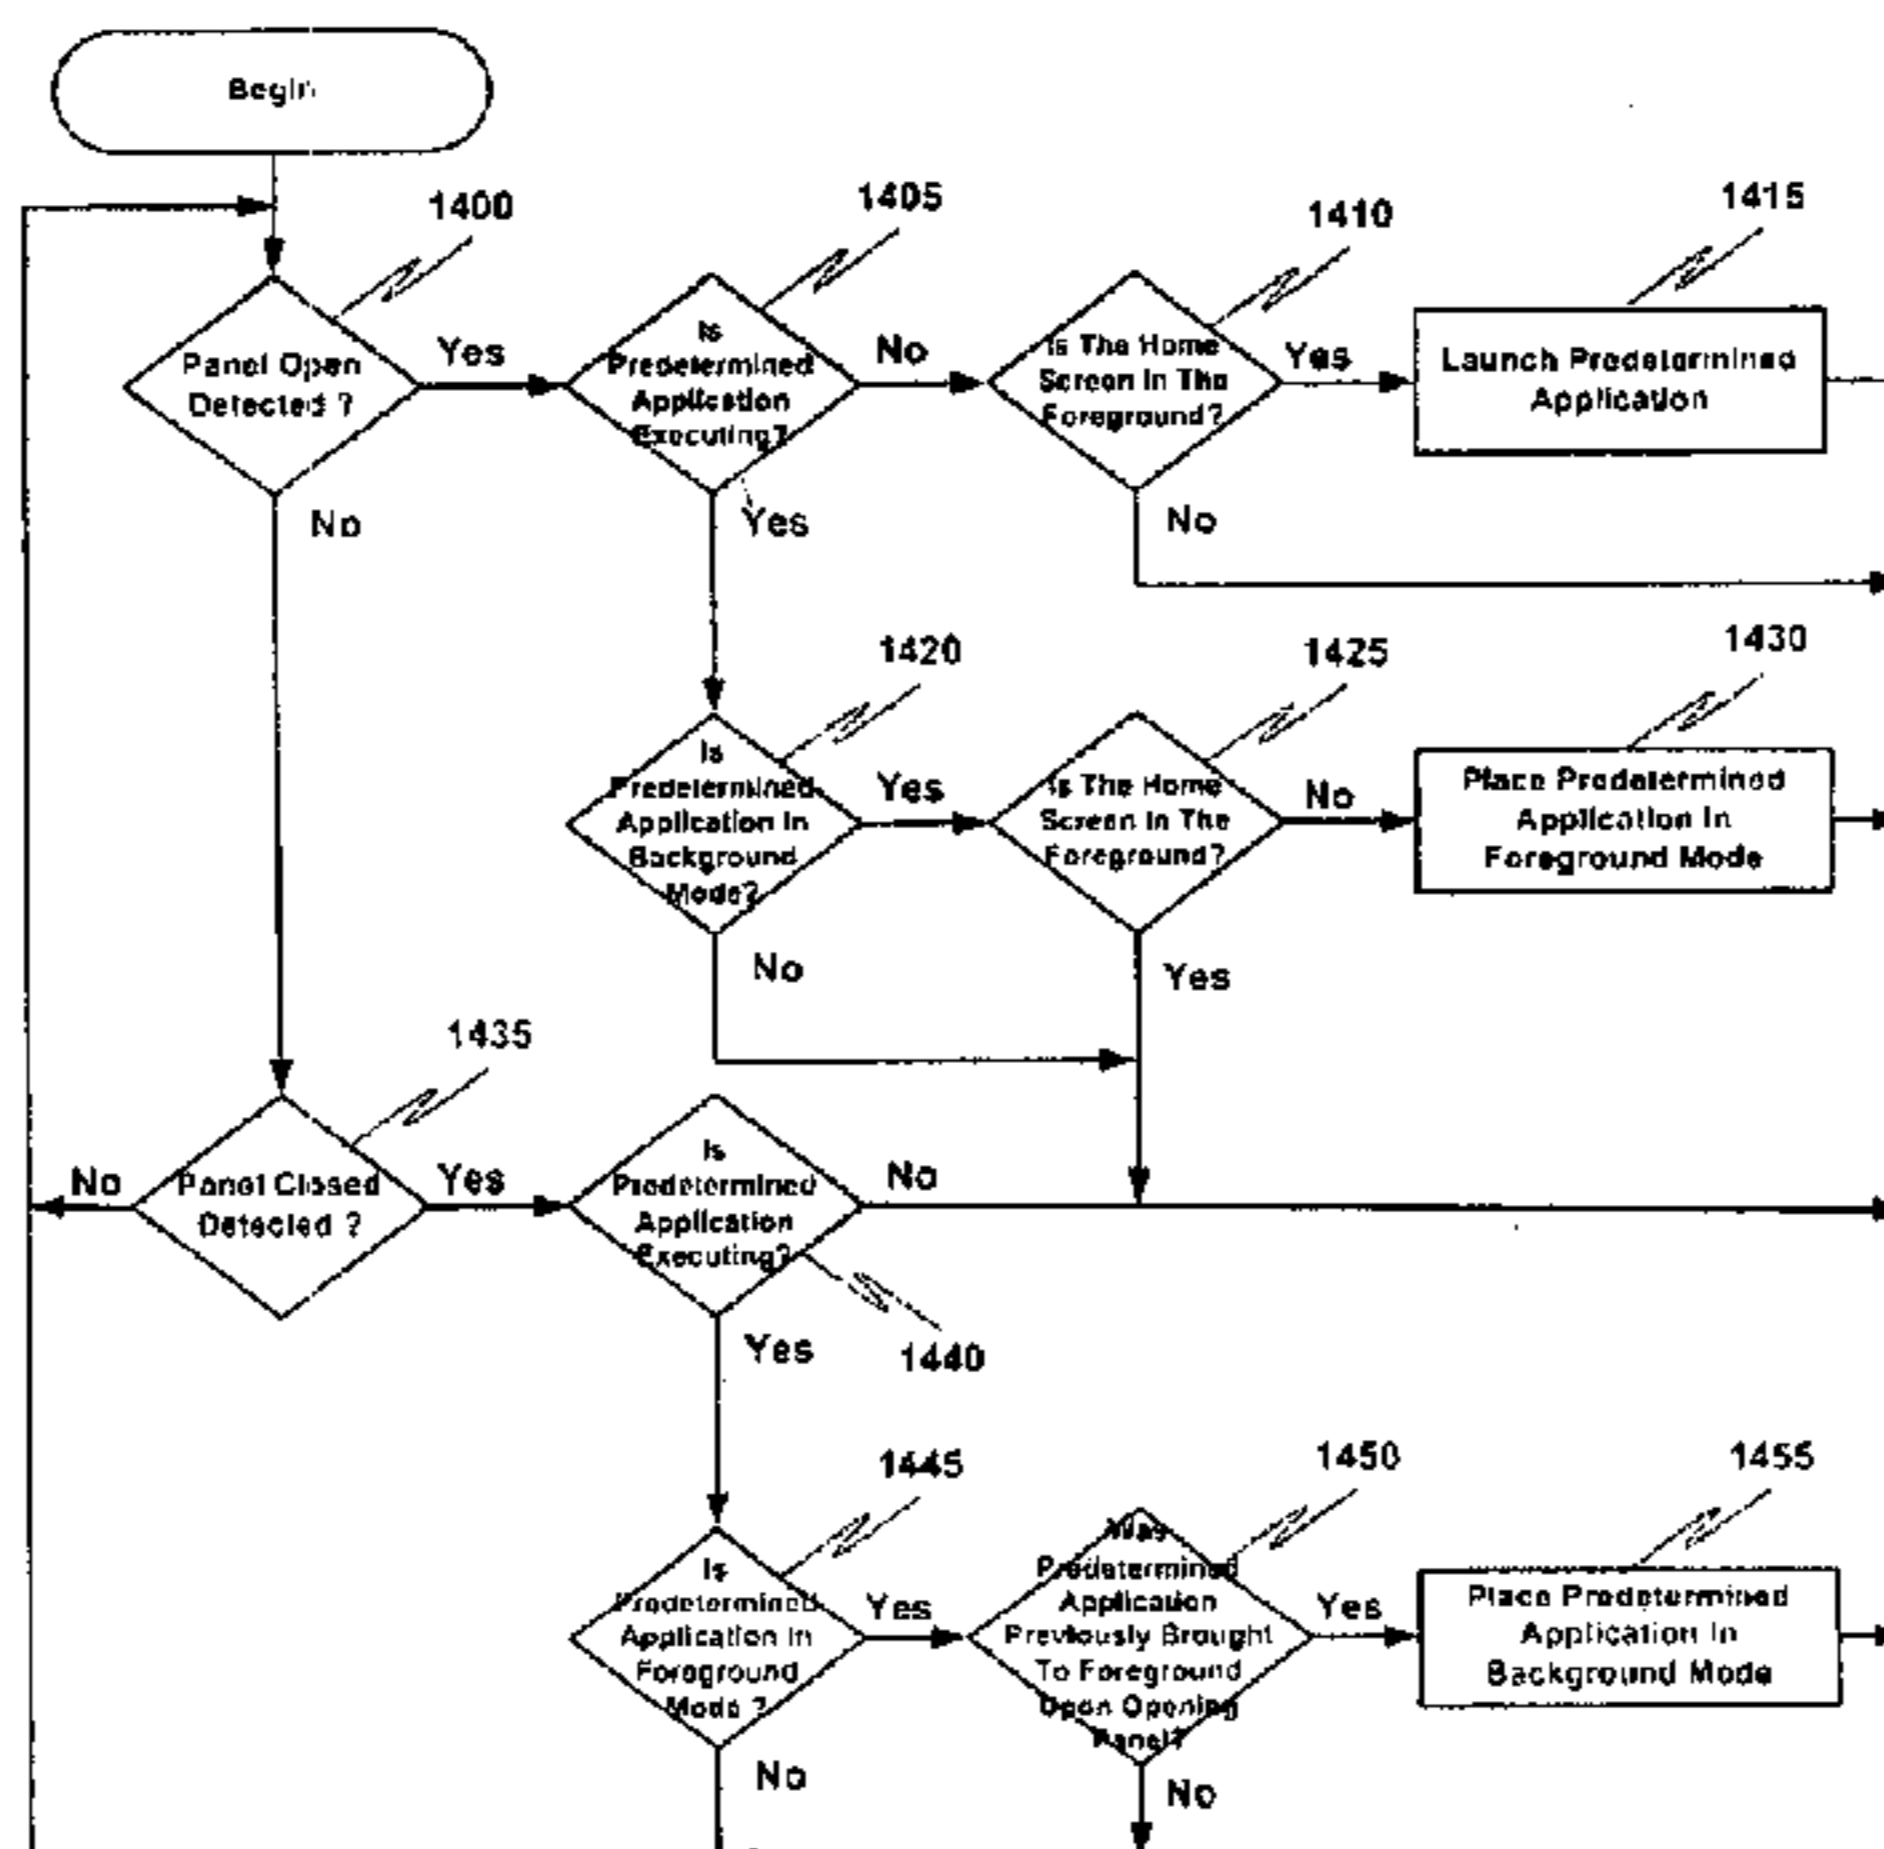 Begin
1400
1405
1410
1415
Panel Open
Detected ?
Yes
No
Is
Predetermined
Application
Executing?
No
Yes
Is The Home
Screen In The
Foreground?
Yes
No
Launch Predetermined
Application
1420
1425
1430
Is
Predetermined
Application In
Background
Mode?
Yes
No
Is The Home
Screen In The
Foreground?
No
Yes
Place Predetermined
Application In
Foreground Mode
1435
No
Panel Closed
Detected ?
Yes
Is
Predetermined
Application
Executing?
No
Yes
1440
1445
1450
1455
Is
Predetermined
Application In
Foreground
Mode ?
Yes
No
Was
Predetermined
Application
Previously Brought
To Foreground
Upon Opening
Panel?
Yes
No
Place Predetermined
Application In
Background Mode